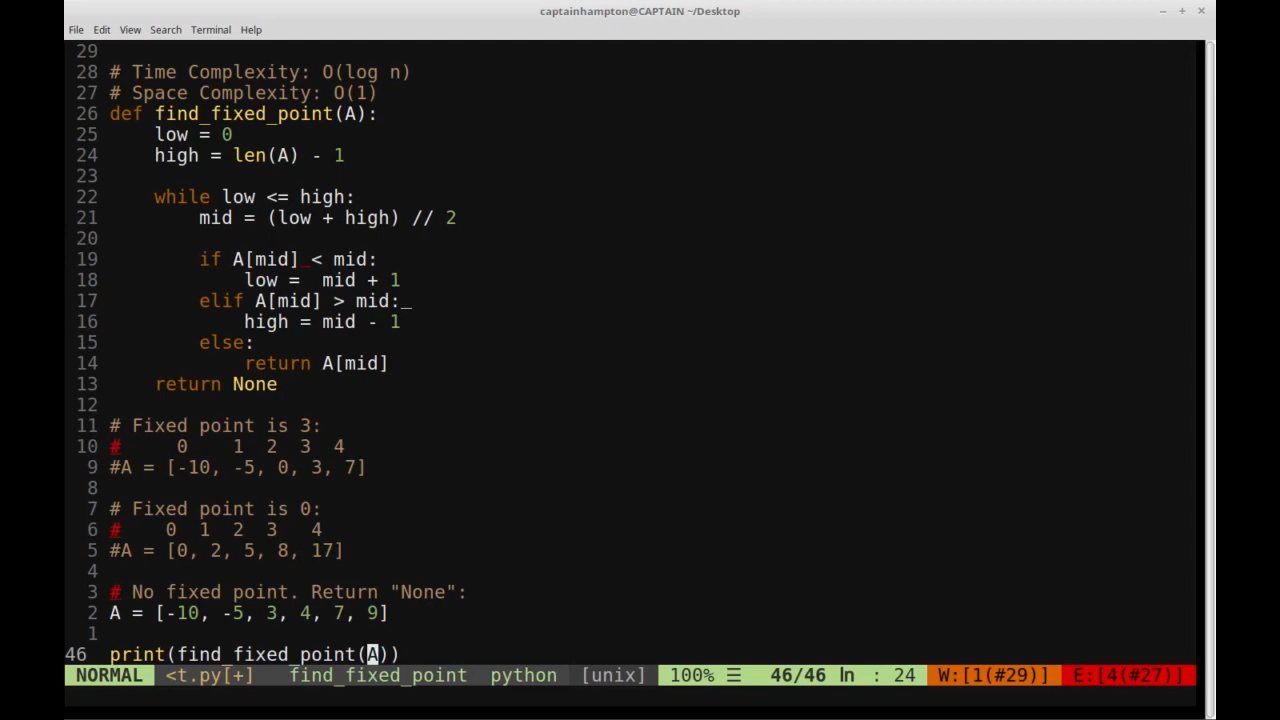 captainhampton@CAPTAIN ~/Desktop
File Edit View Search Terminal Help
29
28 # Time Complexity: O(log n)
27 # Space Complexity: O(1)
26 def find_fixed_point(A):
25     low = 0
24     high = len(A) - 1
23
22     while low <= high:
21         mid = (low + high) // 2
20
19         if A[mid] < mid:
18             low =  mid + 1
17         elif A[mid] > mid:_
16             high = mid - 1
15         else:
14             return A[mid]
13     return None
12
11 # Fixed point is 3:
10 #     0    1  2  3  4
9 #A = [-10, -5, 0, 3, 7]
8
7 # Fixed point is 0:
6 #    0  1  2  3   4
5 #A = [0, 2, 5, 8, 17]
4
3 # No fixed point. Return "None":
2 A = [-10, -5, 3, 4, 7, 9]
1
46 print(find_fixed_point(A))
NORMAL <t.py[+] find_fixed_point python [unix] 100% ☰ 46/46 ln : 24 W:[1(#29)] E:[4(#27)]